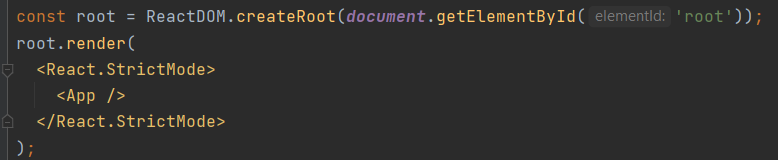 const root = ReactDOM.createRoot(document.getElementById( elementId: 'root'));
root.render(
  <React.StrictMode>
    <App />
  </React.StrictMode>
);